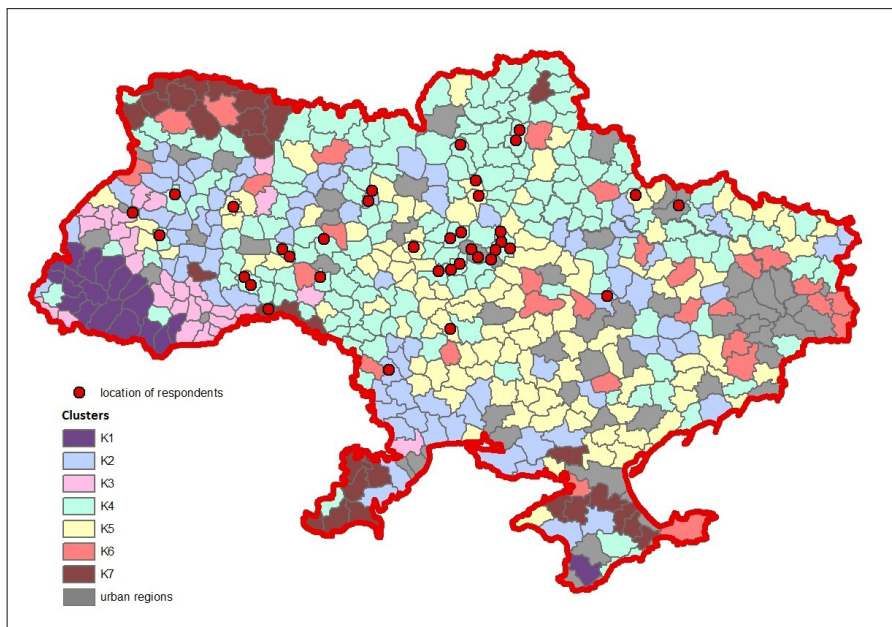 location of respondents
Clusters
K1
K2
K3
K4
K5
K6
K7
urban regions